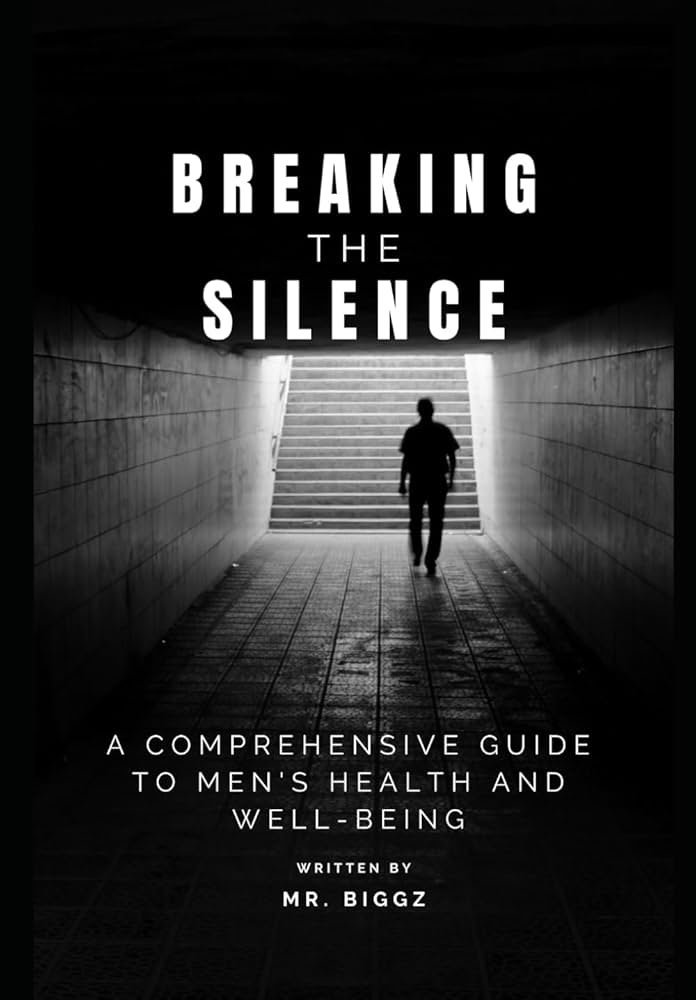 BREAKING
THE
SILENCE
A COMPREHENSIVE GUIDE
TO MEN'S HEALTH AND
WELL-BEING
WRITTEN BY
MR. BIGGZ